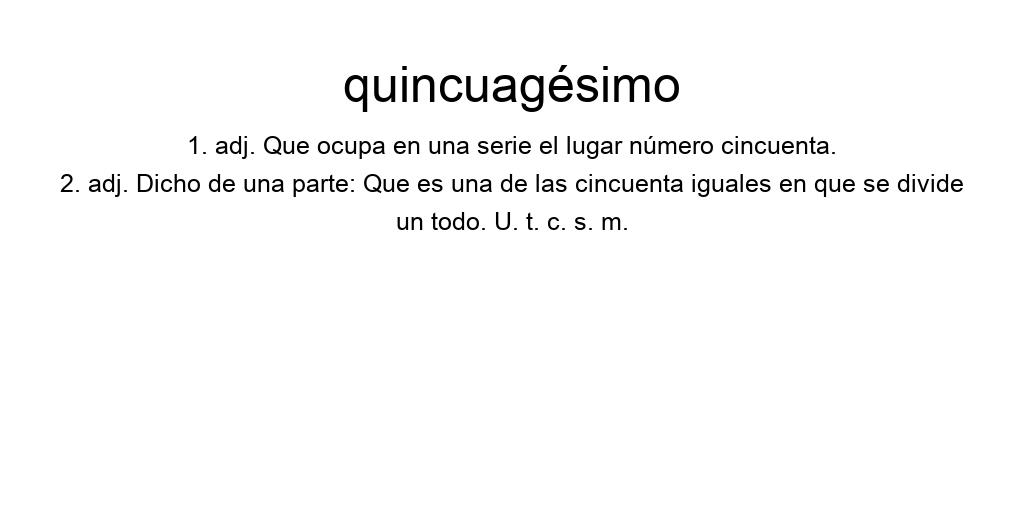 quincuagésimo
1. adj. Que ocupa en una serie el lugar número cincuenta.
2. adj. Dicho de una parte: Que es una de las cincuenta iguales en que se divide
un todo. U. t. c. s. m.